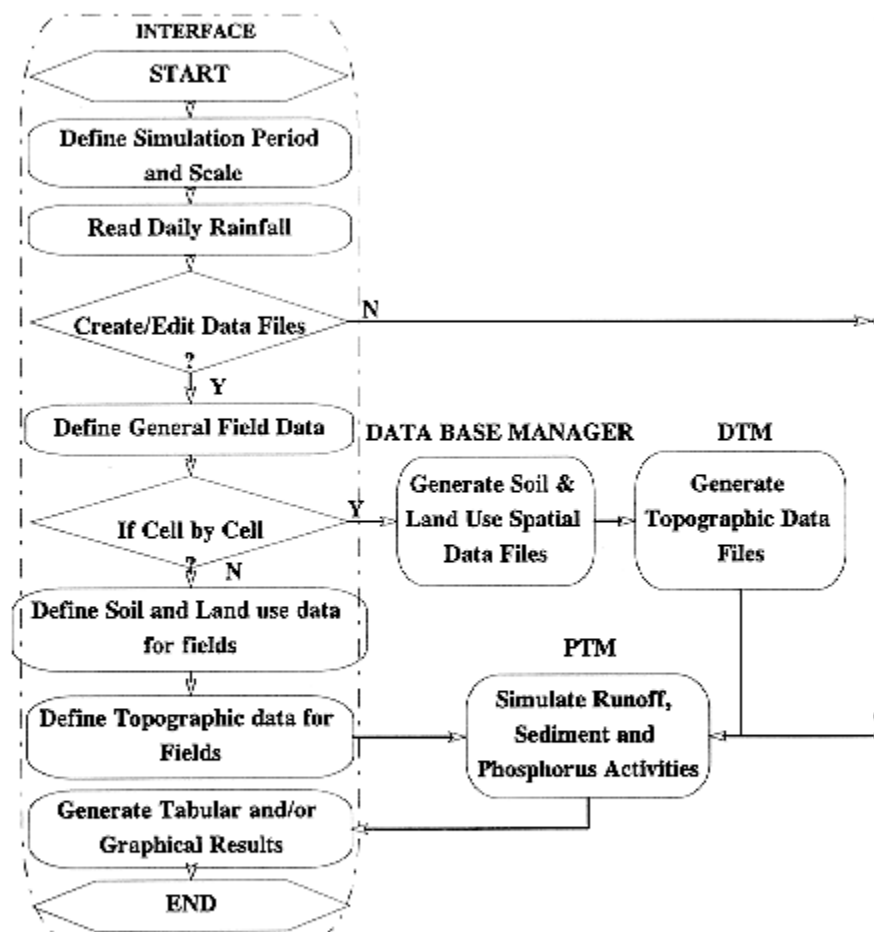 INTERFACE
START
Define Simulation Period
and Scale
Read Daily Rainfall
Create/Edit Data Files
?
N
Y
Define General Field Data
If Cell by Cell
?
Y
N
DATA BASE MANAGER
Generate Soil &
Land Use Spatial
Data Files
DTM
Generate
Topographic Data
Files
Define Soil and Land use data
for fields
Define Topographic data for
Fields
PTM
Simulate Runoff,
Sediment and
Phosphorus Activities
Generate Tabular and/or
Graphical Results
END